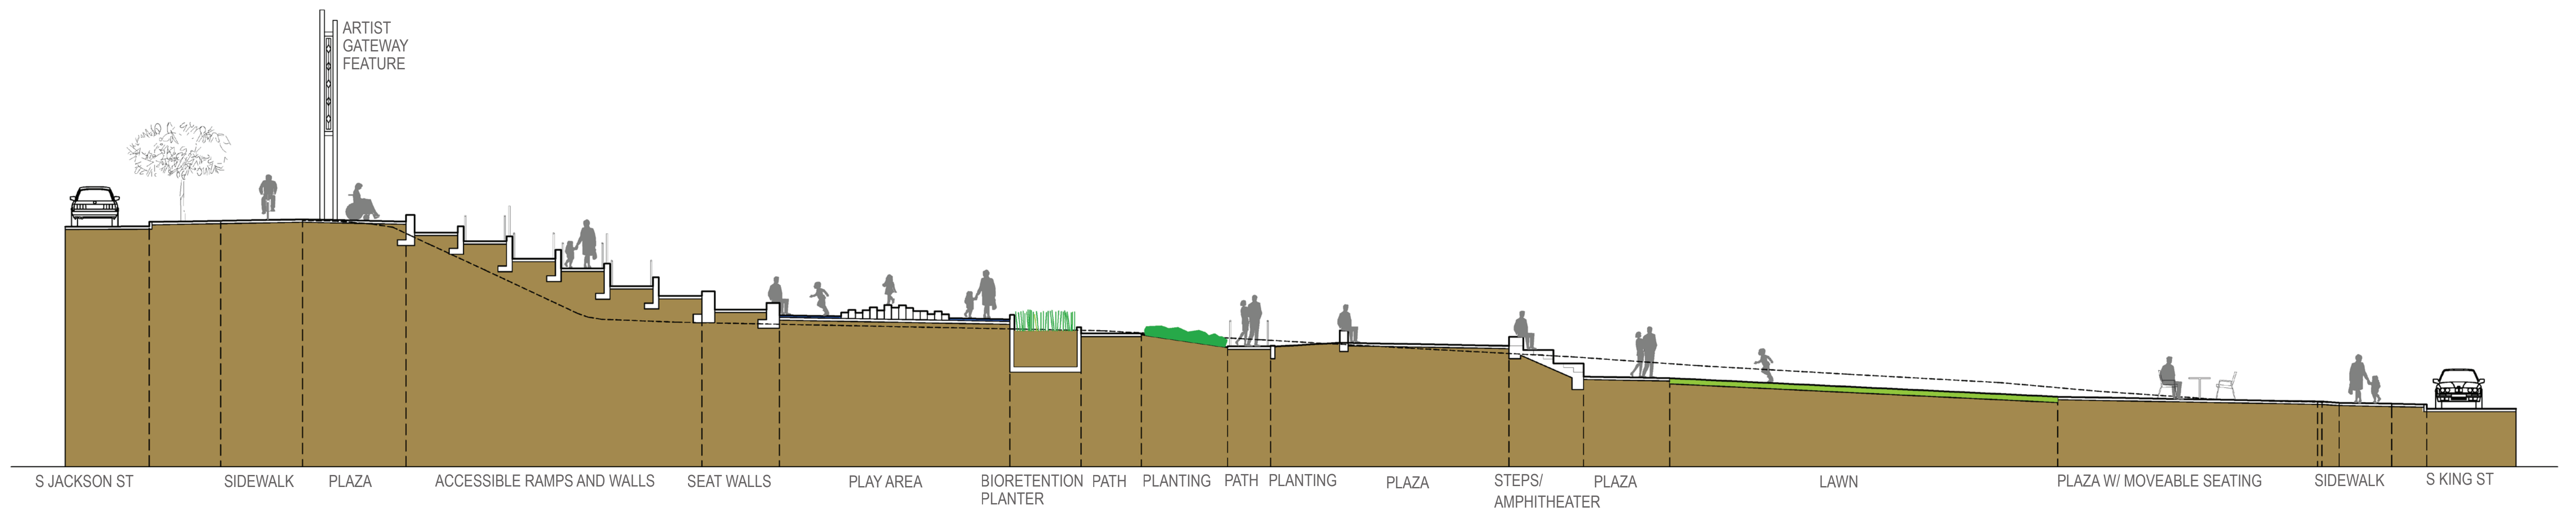 ARTIST
GATEWAY
FEATURE
S JACKSON ST
SIDEWALK
PLAZA
ACCESSIBLE RAMPS AND WALLS
SEAT WALLS
PLAY AREA
BIORETENTION
PLANTER
PATH
PLANTING
PATH
PLANTING
PLAZA
STEPS/
AMPHITHEATER
PLAZA
LAWN
PLAZA W/ MOVEABLE SEATING
SIDEWALK
S KING ST